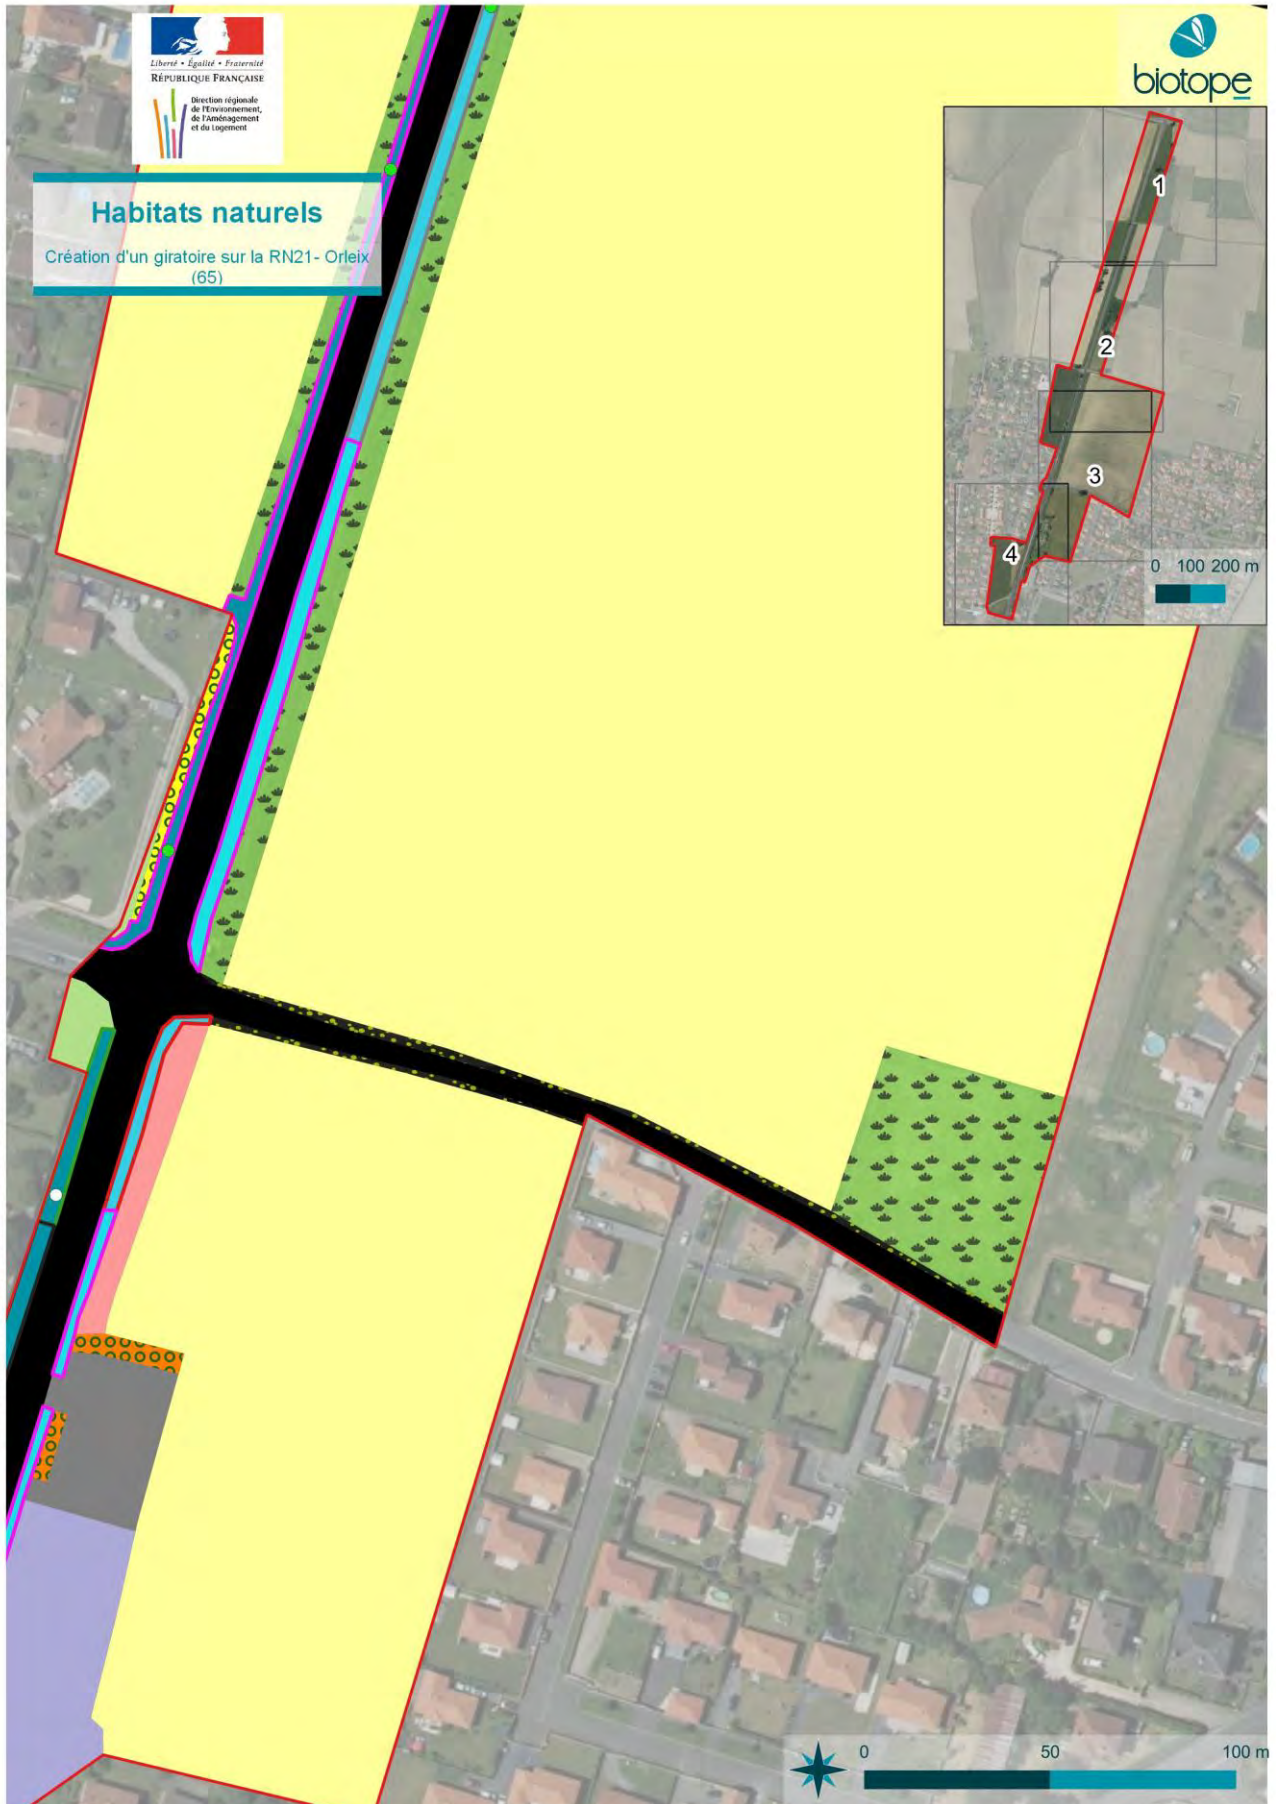 Liberté • Égalité • Fraternité
RÉPUBLIQUE FRANÇAISE
Direction régionale
de l'Environnement,
de l'Aménagement
et du Logement
Habitats naturels
Création d'un giratoire sur la RN21- Orleix
(65)
biotope
1
2
3
4
0 100 200 m
0 50 100 m